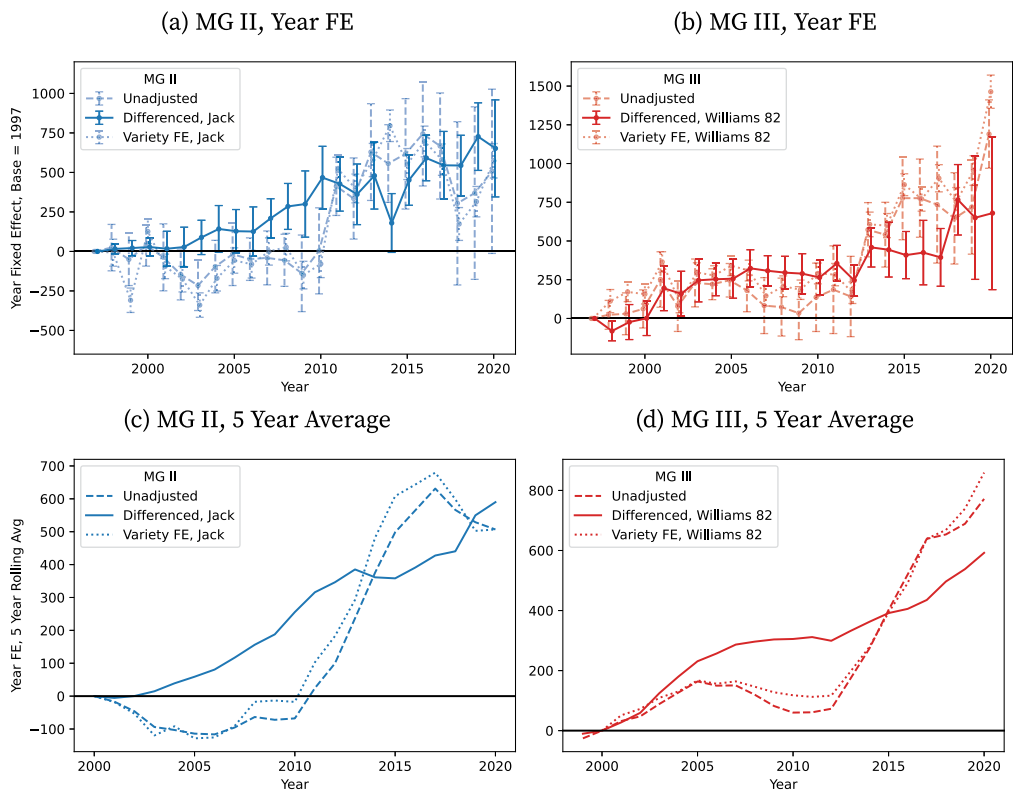 (a) MG II, Year FE
MG II
Unadjusted
Differenced, Jack
Variety FE, Jack
Year Fixed Effect, Base = 1997
1000
750
500
250
0
−250
−500
2000
2005
2010
2015
2020
Year
(b) MG III, Year FE
MG III
Unadjusted
Differenced, Williams 82
Variety FE, Williams 82
1500
1250
1000
750
500
250
0
2000
2005
2010
2015
2020
Year
(c) MG II, 5 Year Average
MG II
Unadjusted
Differenced, Jack
Variety FE, Jack
Year FE, 5 Year Rolling Avg
700
600
500
400
300
200
100
0
−100
2000
2005
2010
2015
2020
Year
(d) MG III, 5 Year Average
MG III
Unadjusted
Differenced, Williams 82
Variety FE, Williams 82
800
600
400
200
0
2000
2005
2010
2015
2020
Year